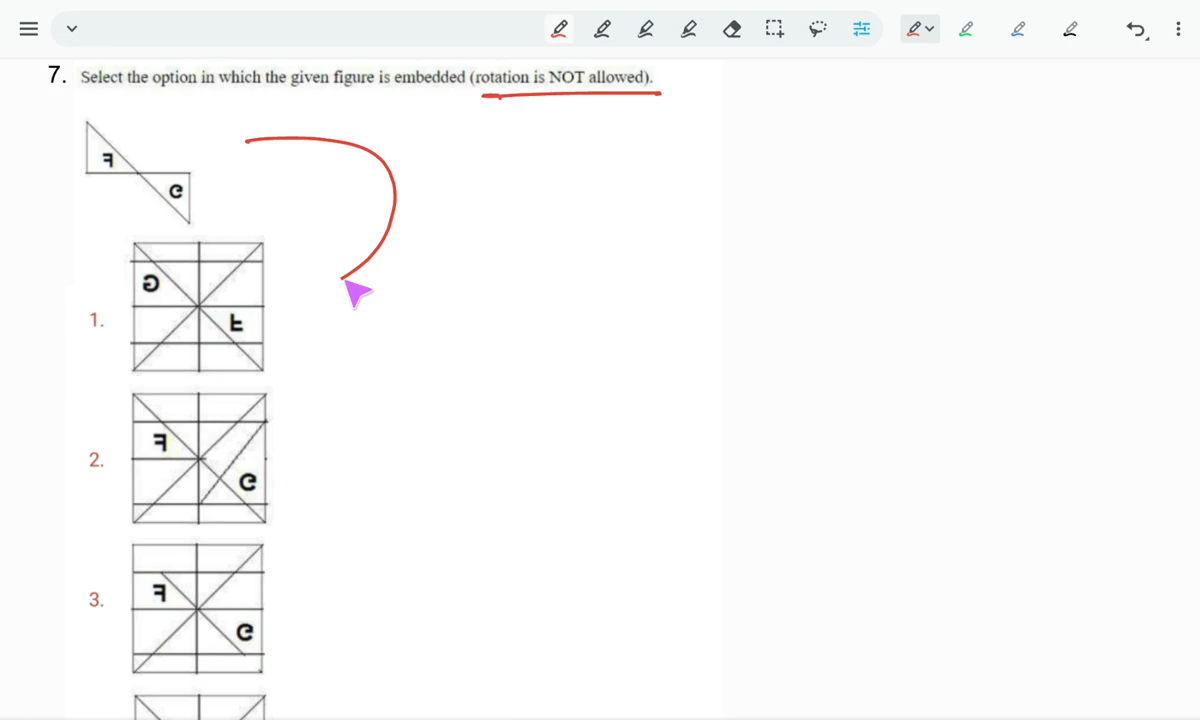 7. Select the option in which the given figure is embedded (rotation is NOT allowed).
1.
2.
3.